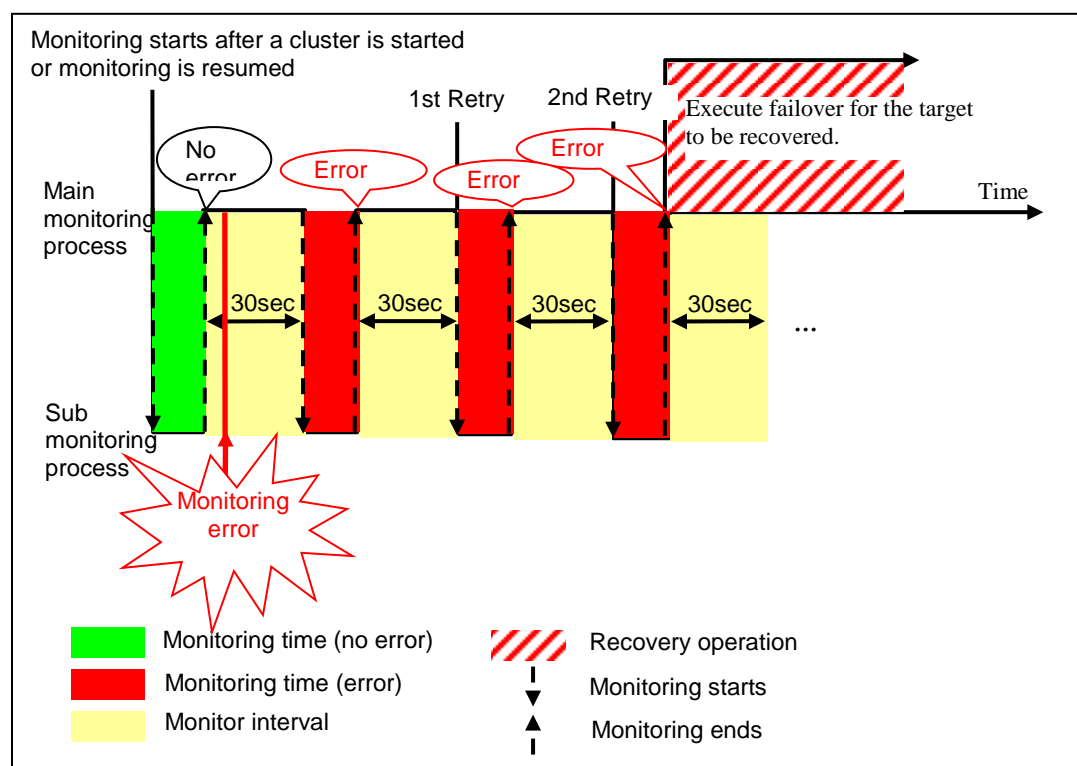 Monitoring starts after a cluster is started
or monitoring is resumed
1st Retry
2nd Retry
Execute failover for the target
to be recovered.
No
error
Error
Error
Error
Main
monitoring
process
Time
30sec
30sec
30sec
30sec
...
Sub
monitoring
process
Monitoring
error
Monitoring time (no error)
Monitoring time (error)
Monitor interval
Recovery operation
Monitoring starts
Monitoring ends